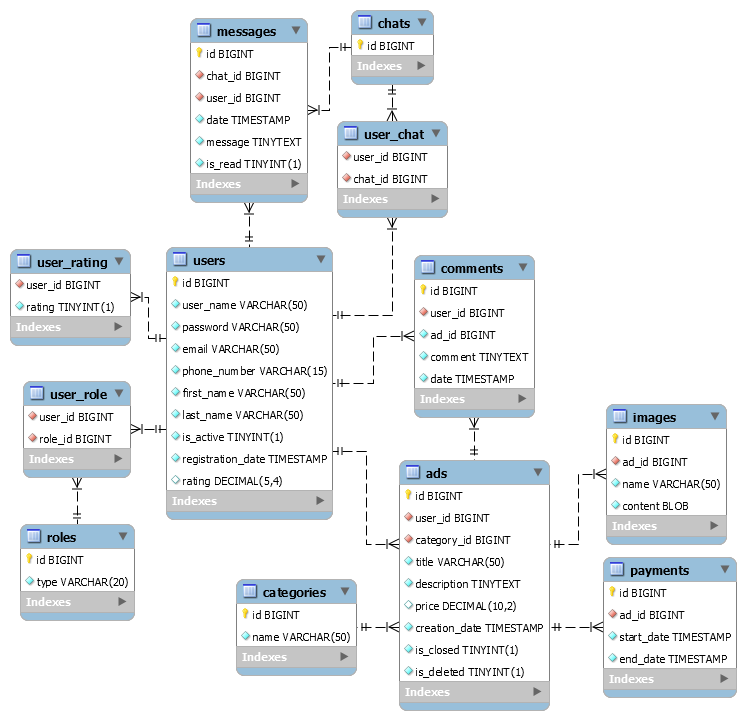 messages
id BIGINT
chat_id BIGINT
user_id BIGINT
date TIMESTAMP
message TINYTEXT
is_read TINYINT(1)
Indexes
chats
id BIGINT
Indexes
user_chat
user_id BIGINT
chat_id BIGINT
Indexes
user_rating
user_id BIGINT
rating TINYINT(1)
Indexes
users
id BIGINT
user_name VARCHAR(50)
password VARCHAR(50)
email VARCHAR(50)
phone_number VARCHAR(15)
first_name VARCHAR(50)
last_name VARCHAR(50)
is_active TINYINT(1)
registration_date TIMESTAMP
rating DECIMAL(5,4)
Indexes
comments
id BIGINT
user_id BIGINT
ad_id BIGINT
comment TINYTEXT
date TIMESTAMP
Indexes
user_role
user_id BIGINT
role_id BIGINT
Indexes
roles
id BIGINT
type VARCHAR(20)
Indexes
categories
id BIGINT
name VARCHAR(50)
Indexes
ads
id BIGINT
user_id BIGINT
category_id BIGINT
title VARCHAR(50)
description TINYTEXT
price DECIMAL(10,2)
creation_date TIMESTAMP
is_closed TINYINT(1)
is_deleted TINYINT(1)
Indexes
images
id BIGINT
ad_id BIGINT
name VARCHAR(50)
content BLOB
Indexes
payments
id BIGINT
ad_id BIGINT
start_date TIMESTAMP
end_date TIMESTAMP
Indexes